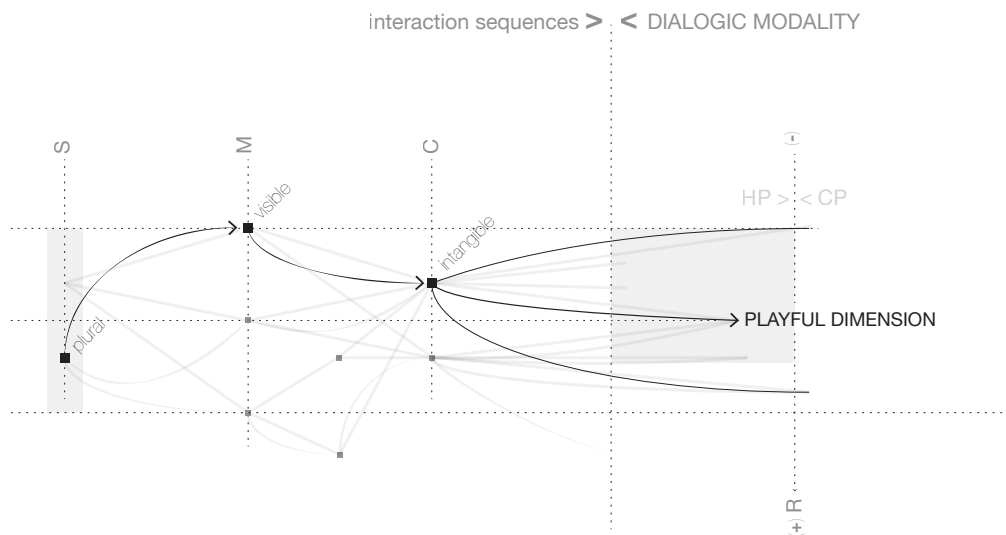 interaction sequences > < DIALOGIC MODALITY
S
M
C
(-)
HP > < CP
visible
intangible
plural
PLAYFUL DIMENSION
(+) R